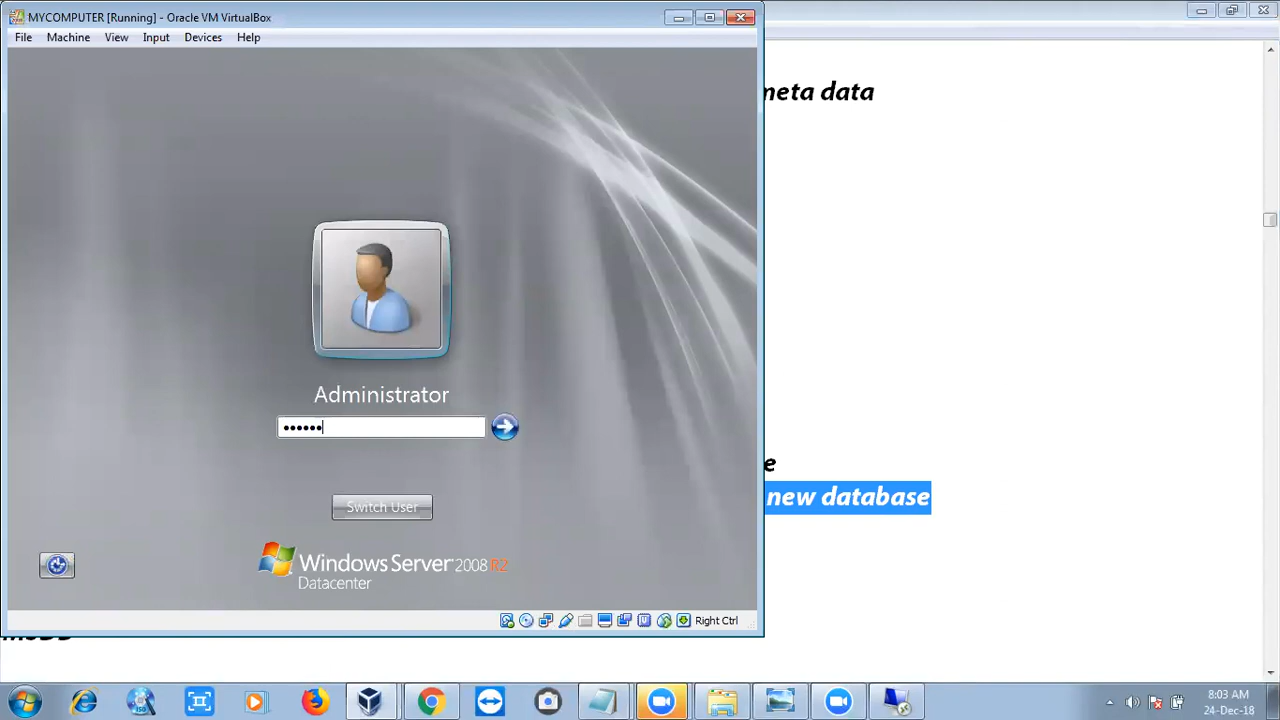 MYCOMPUTER [Running] - Oracle VM VirtualBox
File Machine View Input Devices Help
meta data
Administrator
••••••
Switch User
new database
Windows Server 2008 R2
Datacenter
Right Ctrl
8:03 AM
24-Dec-18